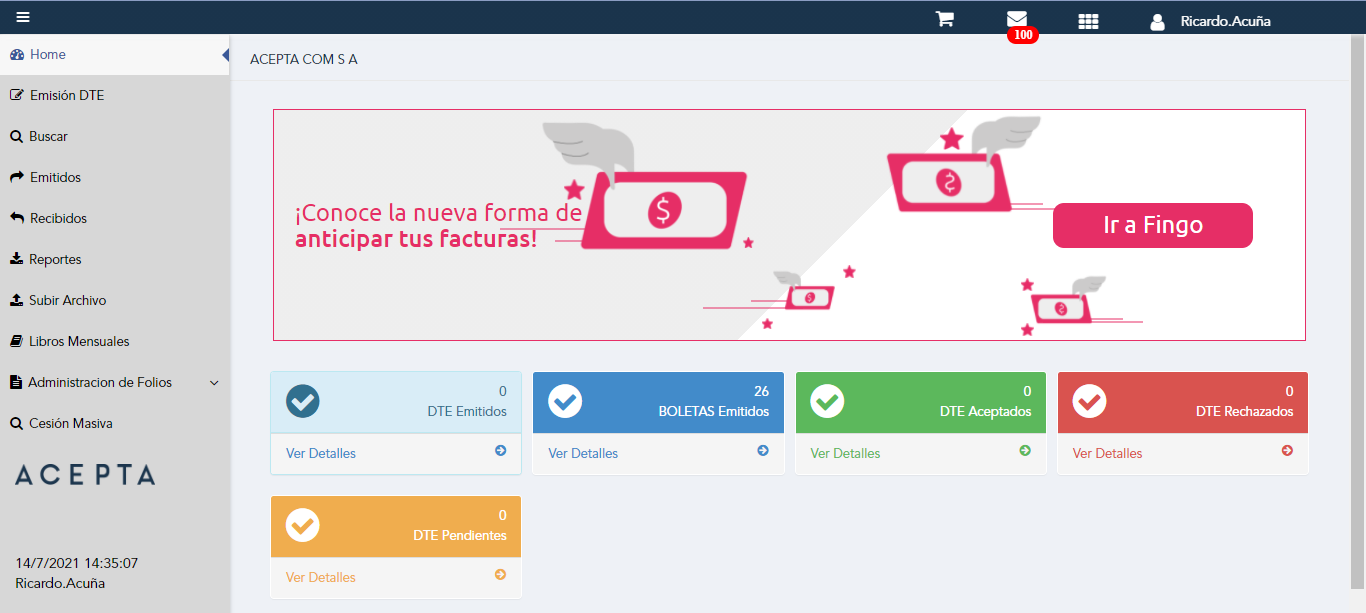 100
Ricardo.Acuña
Home
ACEPTA COM S A
Emisión DTE
Buscar
Emitidos
Recibidos
Reportes
Subir Archivo
Libros Mensuales
Administracion de Folios
Cesión Masiva
ACEPTA
14/7/2021 14:35:07
Ricardo.Acuña
¡Conoce la nueva forma de
anticipar tus facturas!
$
$
$
$
Ir a Fingo
0
DTE Emitidos
Ver Detalles
26
BOLETAS Emitidos
Ver Detalles
0
DTE Aceptados
Ver Detalles
0
DTE Rechazados
Ver Detalles
0
DTE Pendientes
Ver Detalles